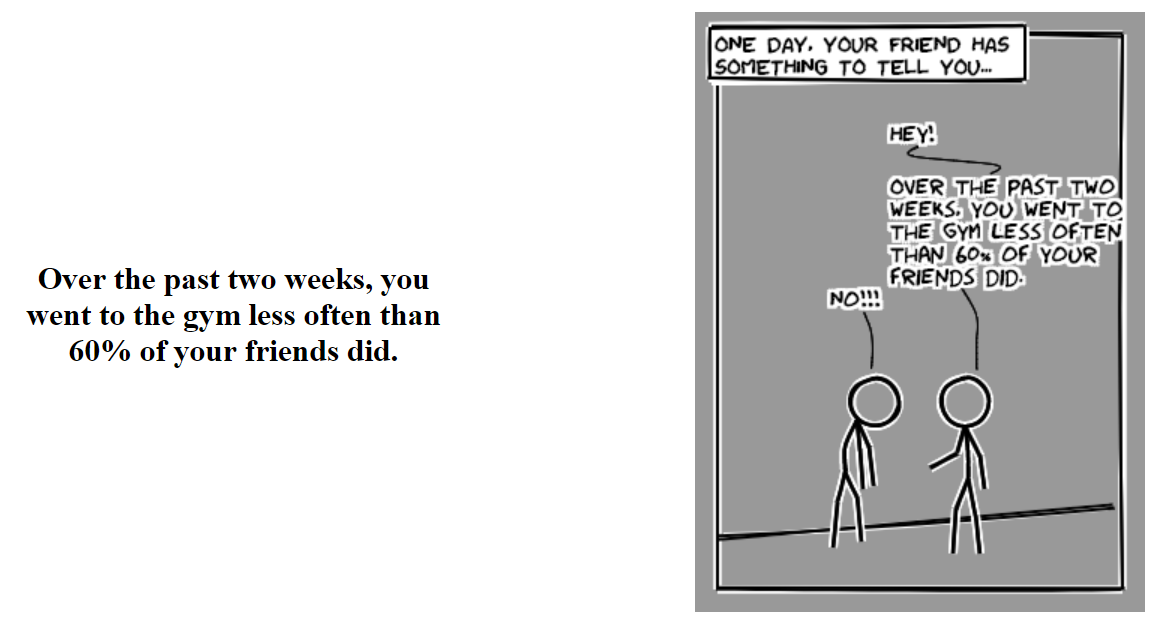 Over the past two weeks, you
went to the gym less often than
60% of your friends did.
ONE DAY, YOUR FRIEND HAS
SOMETHING TO TELL YOU...
HEY!
OVER THE PAST TWO
WEEKS, YOU WENT TO
THE GYM LESS OFTEN
THAN 60% OF YOUR
FRIENDS DID.
NO!!!